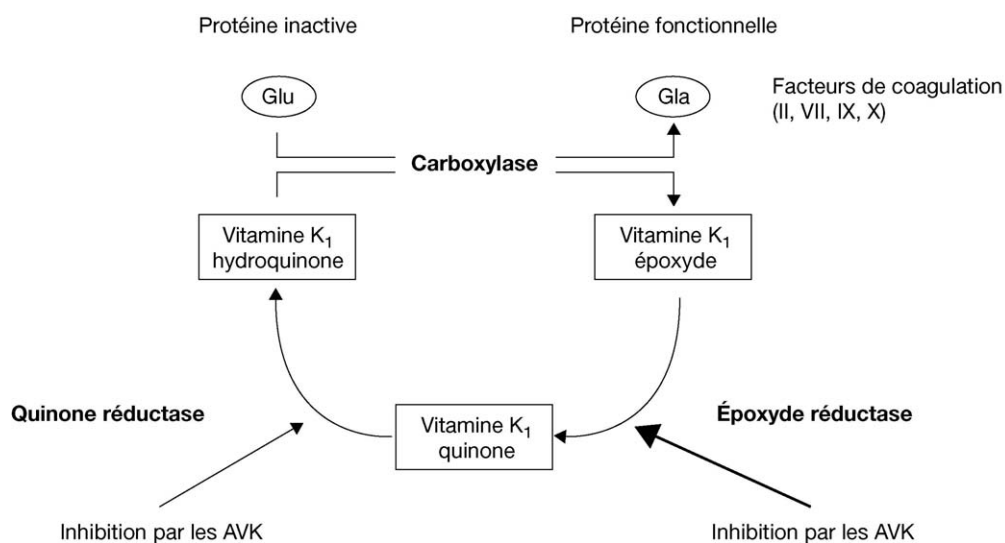 Protéine inactive
Protéine fonctionnelle
Glu
Gla
Facteurs de coagulation
(II, VII, IX, X)
Carboxylase
Vitamine K₁
hydroquinone
Vitamine K₁
époxyde
Quinone réductase
Vitamine K₁
quinone
Époxyde réductase
Inhibition par les AVK
Inhibition par les AVK